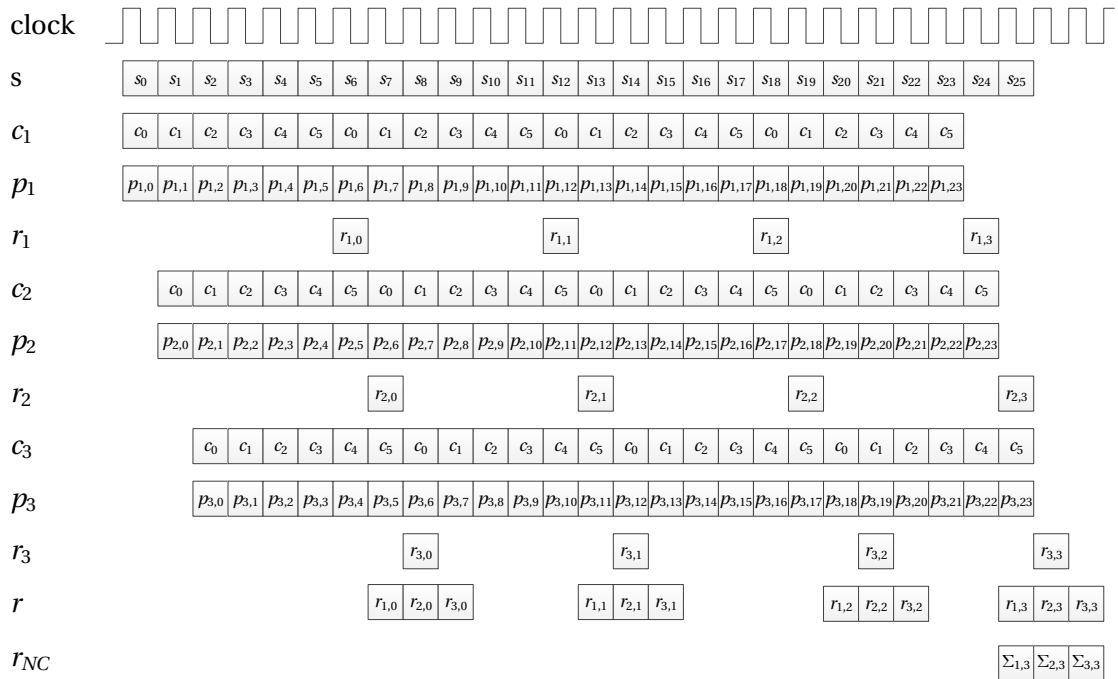 clock
s s₀ s₁ s₂ s₃ s₄ s₅ s₆ s₇ s₈ s₉ s₁₀ s₁₁ s₁₂ s₁₃ s₁₄ s₁₅ s₁₆ s₁₇ s₁₈ s₁₉ s₂₀ s₂₁ s₂₂ s₂₃ s₂₄ s₂₅
c₁ c₀ c₁ c₂ c₃ c₄ c₅ c₀ c₁ c₂ c₃ c₄ c₅ c₀ c₁ c₂ c₃ c₄ c₅ c₀ c₁ c₂ c₃ c₄ c₅
p₁ p₁,₀ p₁,₁ p₁,₂ p₁,₃ p₁,₄ p₁,₅ p₁,₆ p₁,₇ p₁,₈ p₁,₉ p₁,₁₀ p₁,₁₁ p₁,₁₂ p₁,₁₃ p₁,₁₄ p₁,₁₅ p₁,₁₆ p₁,₁₇ p₁,₁₈ p₁,₁₉ p₁,₂₀ p₁,₂₁ p₁,₂₂ p₁,₂₃
r₁ r₁,₀ r₁,₁ r₁,₂ r₁,₃
c₂ c₀ c₁ c₂ c₃ c₄ c₅ c₀ c₁ c₂ c₃ c₄ c₅ c₀ c₁ c₂ c₃ c₄ c₅ c₀ c₁ c₂ c₃ c₄ c₅
p₂ p₂,₀ p₂,₁ p₂,₂ p₂,₃ p₂,₄ p₂,₅ p₂,₆ p₂,₇ p₂,₈ p₂,₉ p₂,₁₀ p₂,₁₁ p₂,₁₂ p₂,₁₃ p₂,₁₄ p₂,₁₅ p₂,₁₆ p₂,₁₇ p₂,₁₈ p₂,₁₉ p₂,₂₀ p₂,₂₁ p₂,₂₂ p₂,₂₃
r₂ r₂,₀ r₂,₁ r₂,₂ r₂,₃
c₃ c₀ c₁ c₂ c₃ c₄ c₅ c₀ c₁ c₂ c₃ c₄ c₅ c₀ c₁ c₂ c₃ c₄ c₅ c₀ c₁ c₂ c₃ c₄ c₅
p₃ p₃,₀ p₃,₁ p₃,₂ p₃,₃ p₃,₄ p₃,₅ p₃,₆ p₃,₇ p₃,₈ p₃,₉ p₃,₁₀ p₃,₁₁ p₃,₁₂ p₃,₁₃ p₃,₁₄ p₃,₁₅ p₃,₁₆ p₃,₁₇ p₃,₁₈ p₃,₁₉ p₃,₂₀ p₃,₂₁ p₃,₂₂ p₃,₂₃
r₃ r₃,₀ r₃,₁ r₃,₂ r₃,₃
r r₁,₀ r₂,₀ r₃,₀ r₁,₁ r₂,₁ r₃,₁ r₁,₂ r₂,₂ r₃,₂ r₁,₃ r₂,₃ r₃,₃
r_NC Σ₁,₃ Σ₂,₃ Σ₃,₃